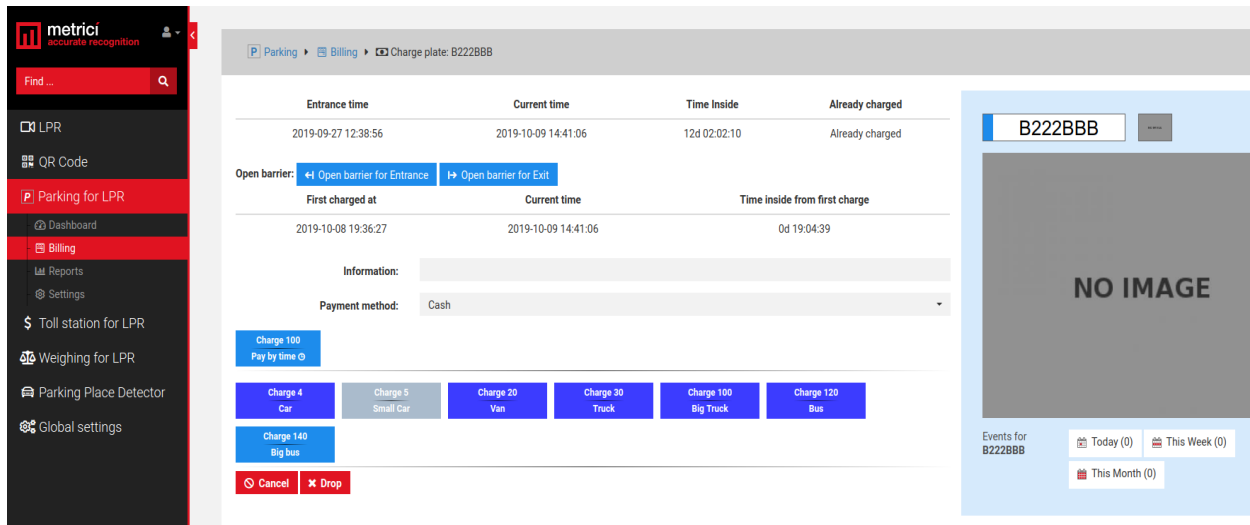 metrici
accurate recognition
Find ...
LPR
QR Code
Parking for LPR
Dashboard
Billing
Reports
Settings
Toll station for LPR
Weighing for LPR
Parking Place Detector
Global settings
Parking Billing Charge plate: B222BBB
Entrance time Current time Time Inside Already charged
2019-09-27 12:38:56 2019-10-09 14:41:06 12d 02:02:10 Already charged
Open barrier: Open barrier for Entrance Open barrier for Exit
First charged at Current time Time inside from first charge
2019-10-08 19:36:27 2019-10-09 14:41:06 0d 19:04:39
Information:
Payment method: Cash
Charge 100
Pay by time
Charge 4 Charge 5 Charge 20 Charge 30 Charge 100 Charge 120
Car Small Car Van Truck Big Truck Bus
Charge 140
Big bus
Cancel Drop
B222BBB
NO IMAGE
Events for
B222BBB
Today (0) This Week (0)
This Month (0)